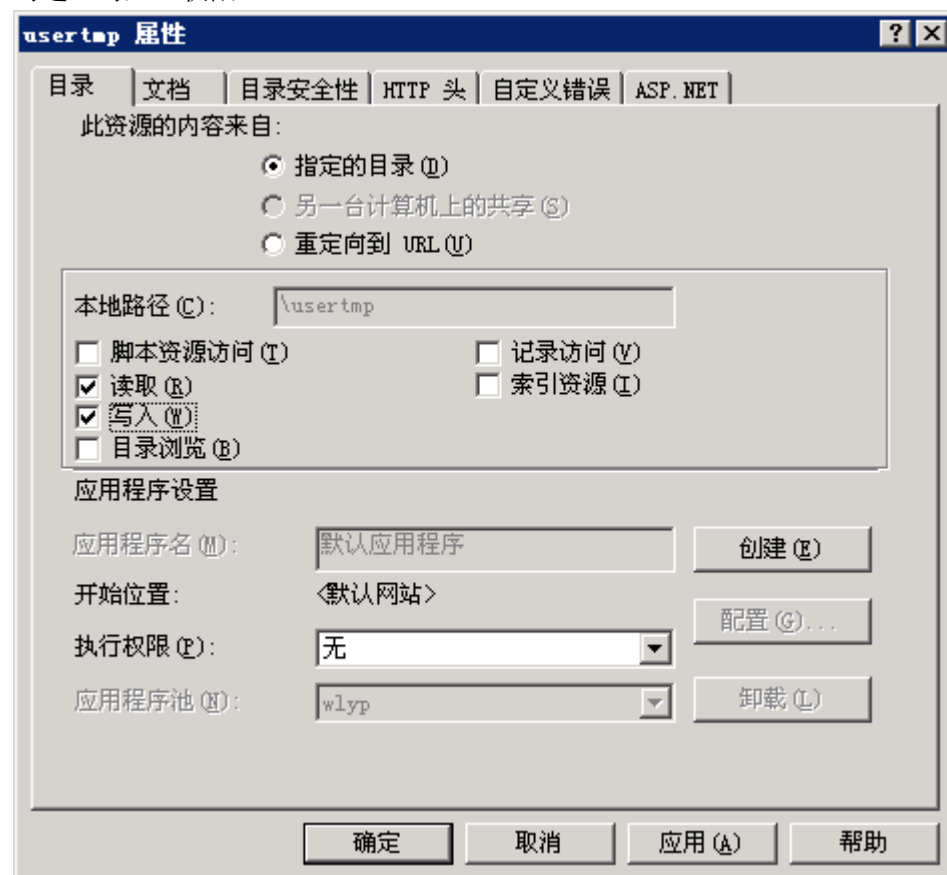 usertmp 属性
目录 文档 目录安全性 HTTP 头 自定义错误 ASP.NET
此资源的内容来自:
指定的目录(D)
另一台计算机上的共享(S)
重定向到 URL(U)
本地路径(C): \usertmp
脚本资源访问(T) 记录访问(V)
读取(R) 索引资源(I)
写入(W)
目录浏览(B)
应用程序设置
应用程序名(M): 默认应用程序 创建(E)
开始位置: <默认网站>
配置(G)...
执行权限(P): 无
应用程序池(N): wlyp 卸载(L)
确定 取消 应用(A) 帮助